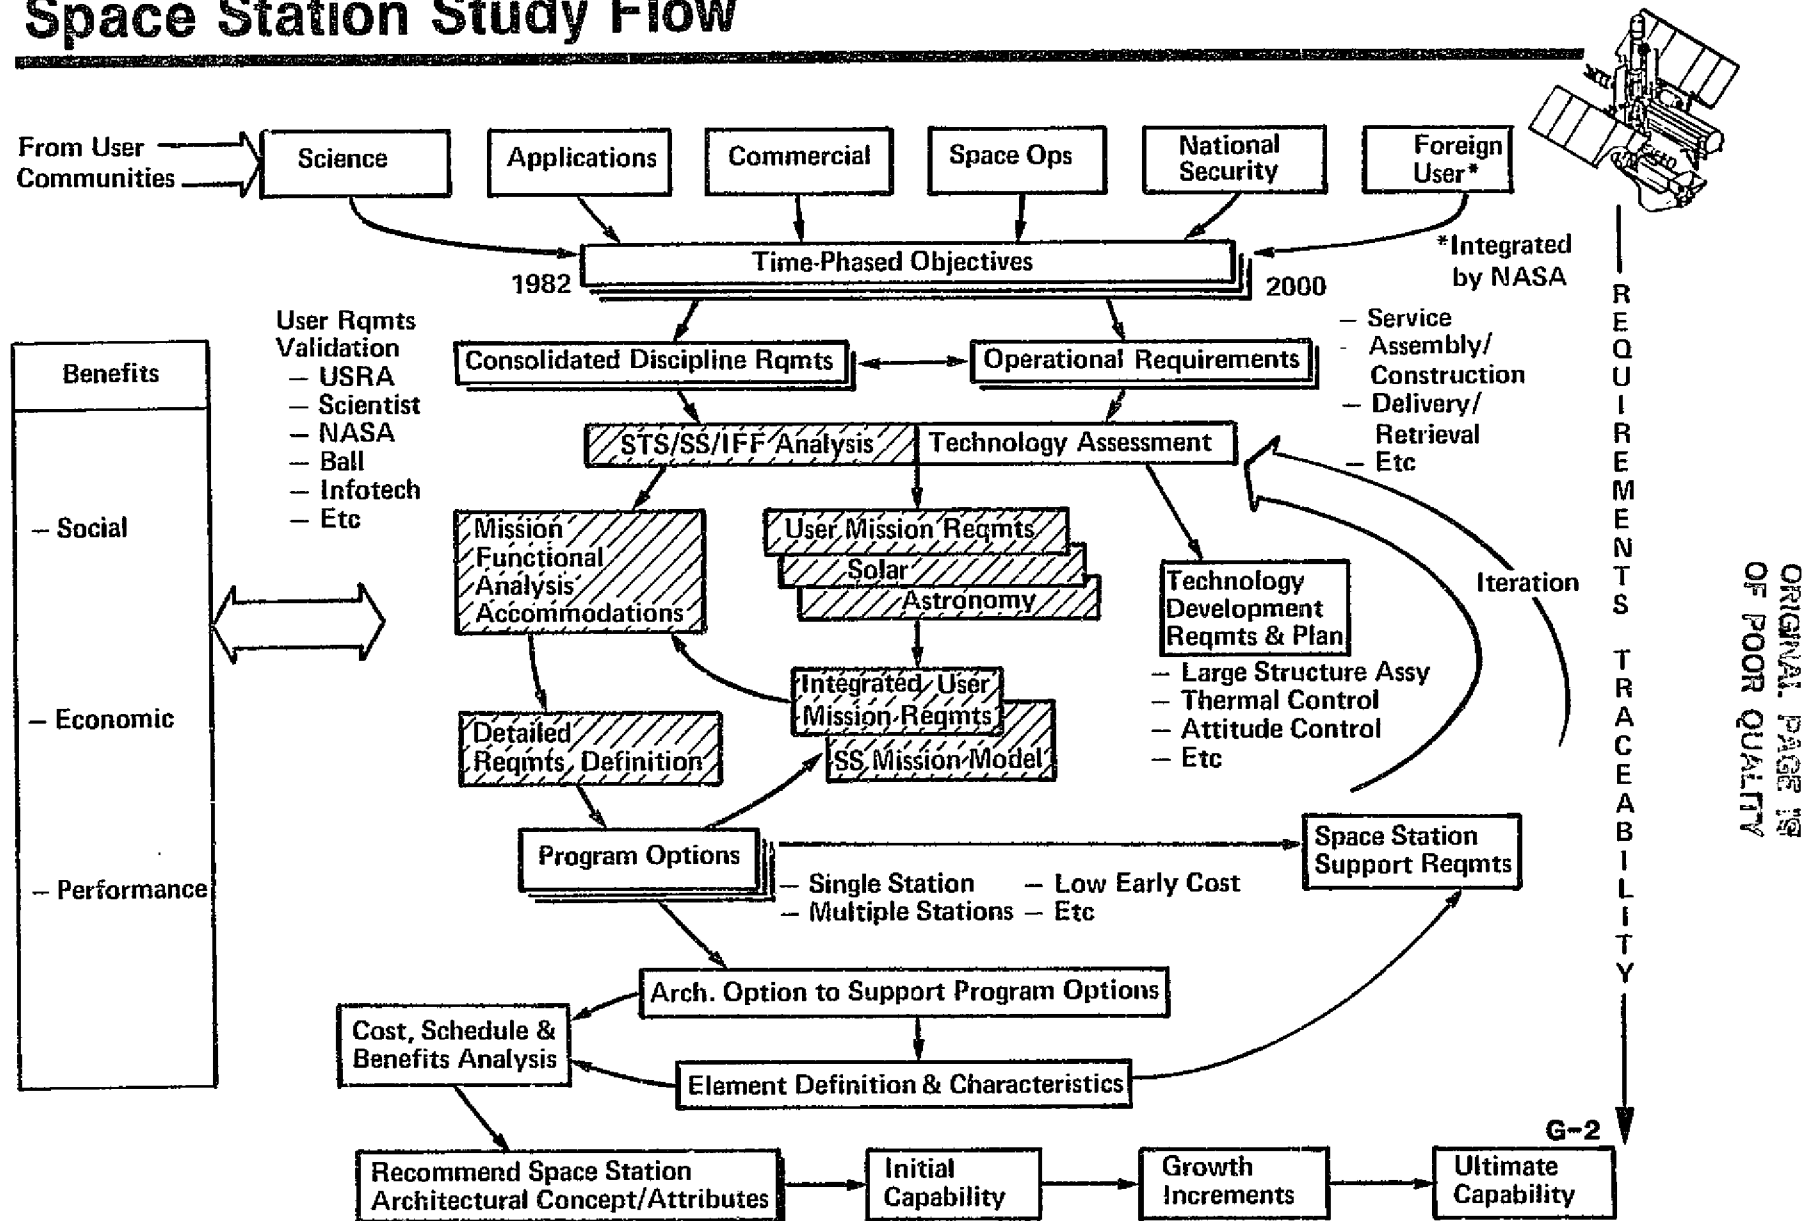 Space Station Study Flow
From User
Communities
Science
Applications
Commercial
Space Ops
National
Security
Foreign
User*
*Integrated
by NASA
Time-Phased Objectives
1982
2000
User Rqmts
Validation
– USRA
– Scientist
– NASA
– Ball
– Infotech
– Etc
Consolidated Discipline Rqmts
Operational Requirements
– Service
- Assembly/
Construction
– Delivery/
Retrieval
– Etc
Benefits
– Social
– Economic
– Performance
STS/SS/IFF Analysis
Technology Assessment
Mission
Functional
Analysis
Accommodations
User Mission Reqmts
Solar
Astronomy
Technology
Development
Reqmts & Plan
– Large Structure Assy
– Thermal Control
– Attitude Control
– Etc
Iteration
Integrated User
Mission Reqmts
SS Mission Model
Detailed
Reqmts Definition
Program Options
– Single Station
– Multiple Stations
– Low Early Cost
– Etc
Space Station
Support Reqmts
Arch. Option to Support Program Options
Cost, Schedule &
Benefits Analysis
Element Definition & Characteristics
Recommend Space Station
Architectural Concept/Attributes
Initial
Capability
Growth
Increments
Ultimate
Capability
G-2
REQUIREMENTS TRACEABILITY
ORIGINAL PAGE IS
OF POOR QUALITY